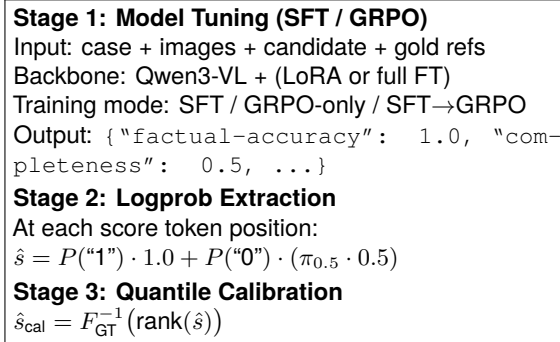 Stage 1: Model Tuning (SFT / GRPO)
Input: case + images + candidate + gold refs
Backbone: Qwen3-VL + (LoRA or full FT)
Training mode: SFT / GRPO-only / SFT→GRPO
Output: {"factual-accuracy": 1.0, "com-
pleteness": 0.5, ...}
Stage 2: Logprob Extraction
At each score token position:
ŝ = P("1") · 1.0 + P("0") · (π₀.₅ · 0.5)
Stage 3: Quantile Calibration
ŝ_cal = F_GT^{-1}(rank(ŝ))